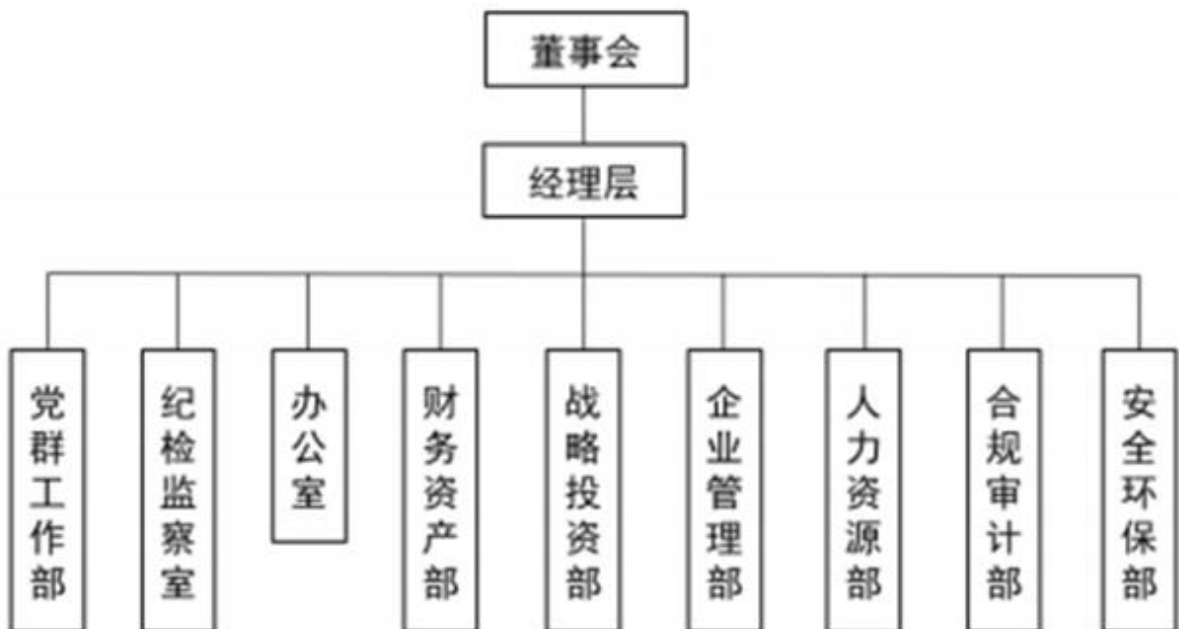 董事会
经理层
党群工作部
纪检监察室
办公室
财务资产部
战略投资部
企业管理部
人力资源部
合规审计部
安全环保部